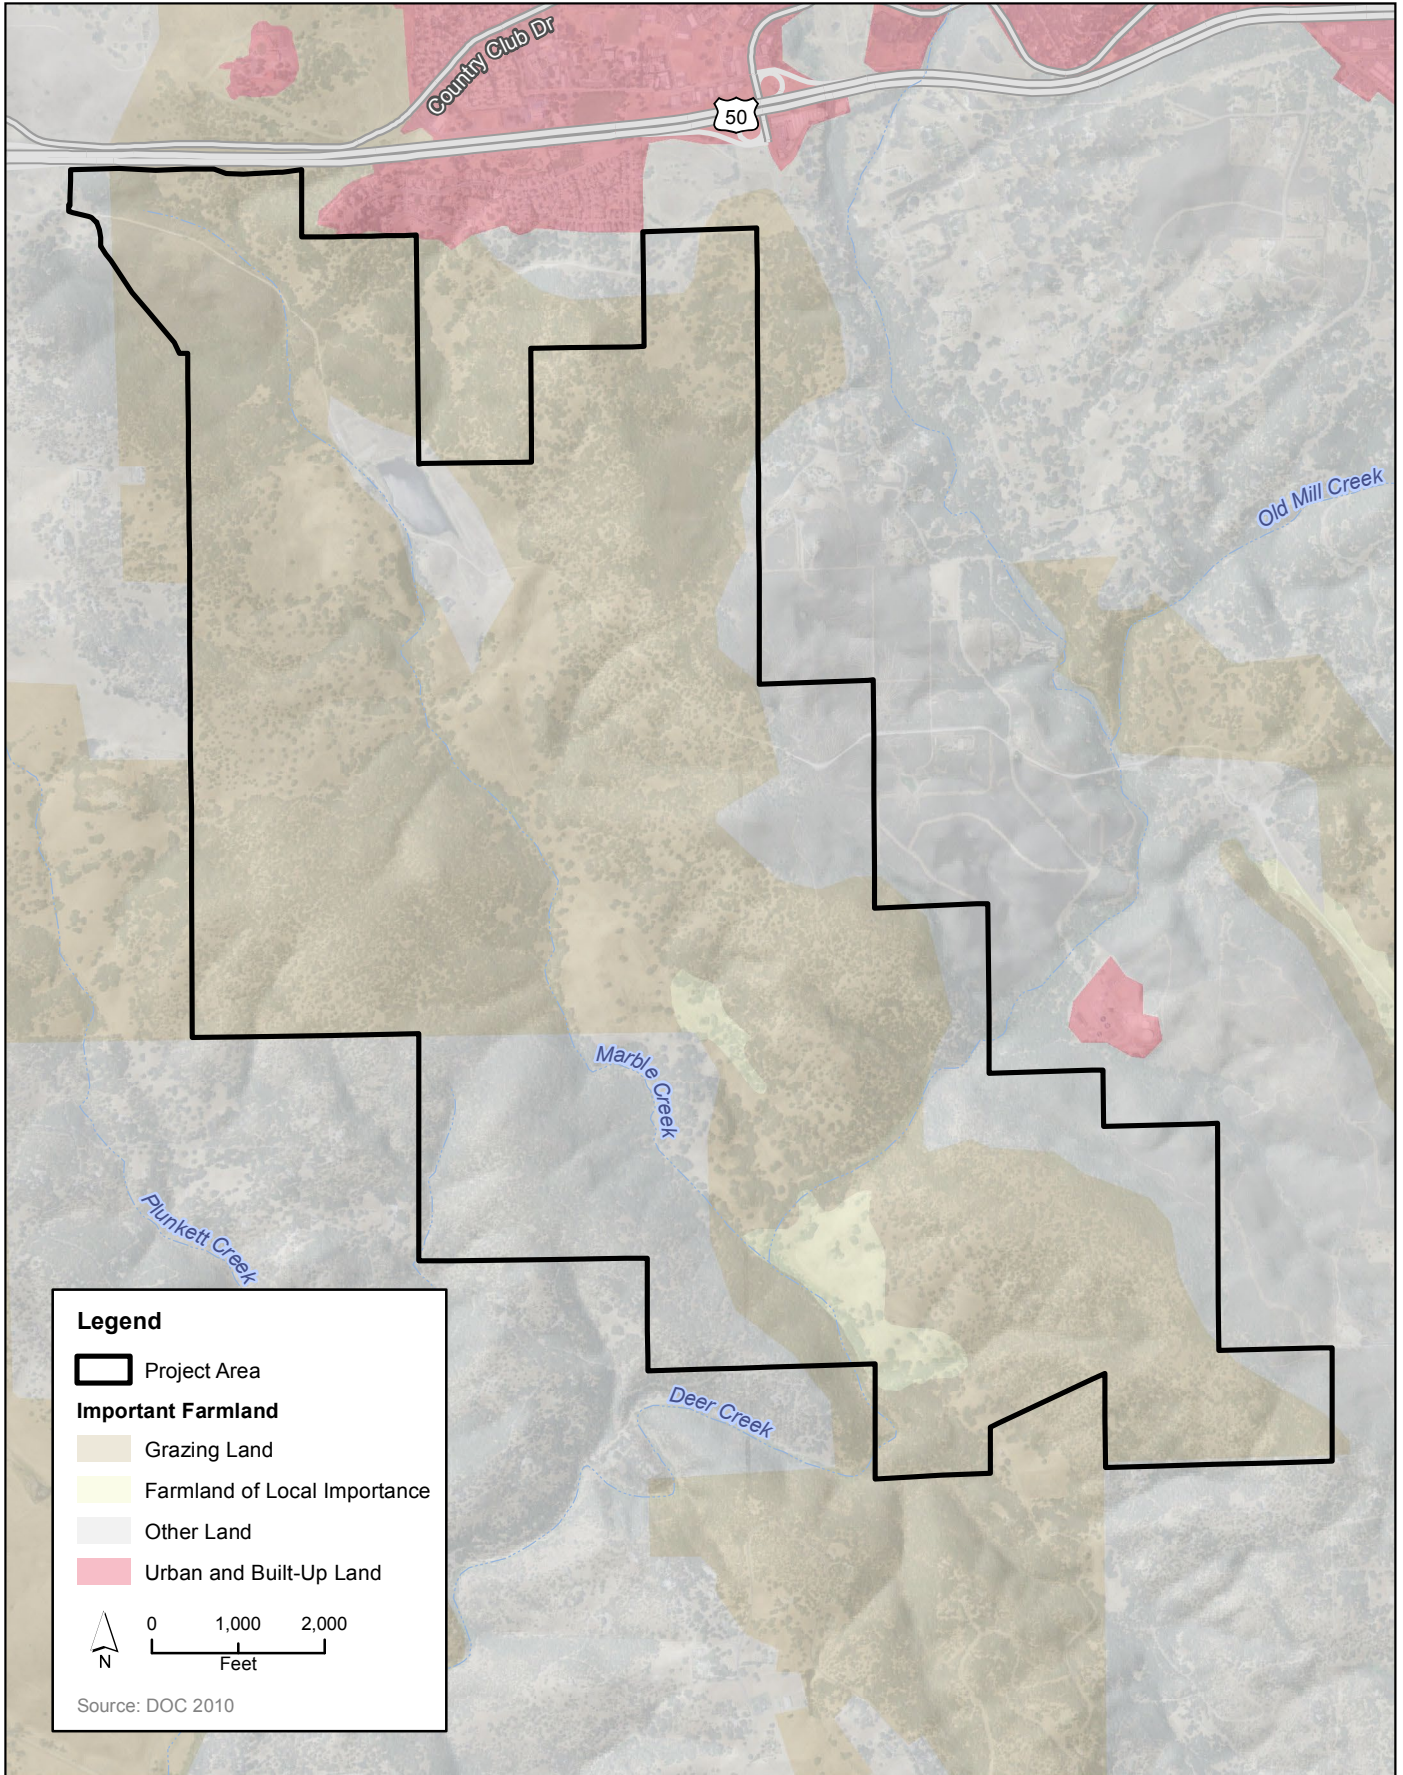 Country Club Dr
50
Old Mill Creek
Marble Creek
Plunkett Creek
Deer Creek
Legend
Project Area
Important Farmland
Grazing Land
Farmland of Local Importance
Other Land
Urban and Built-Up Land
0 1,000 2,000
Feet
N
Source: DOC 2010